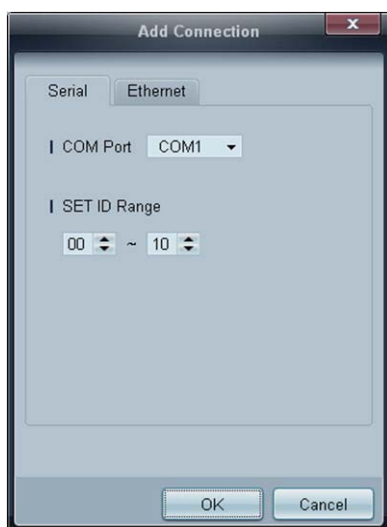 Add Connection
x
Serial Ethernet
COM Port COM1
SET ID Range
00 ~ 10
OK Cancel